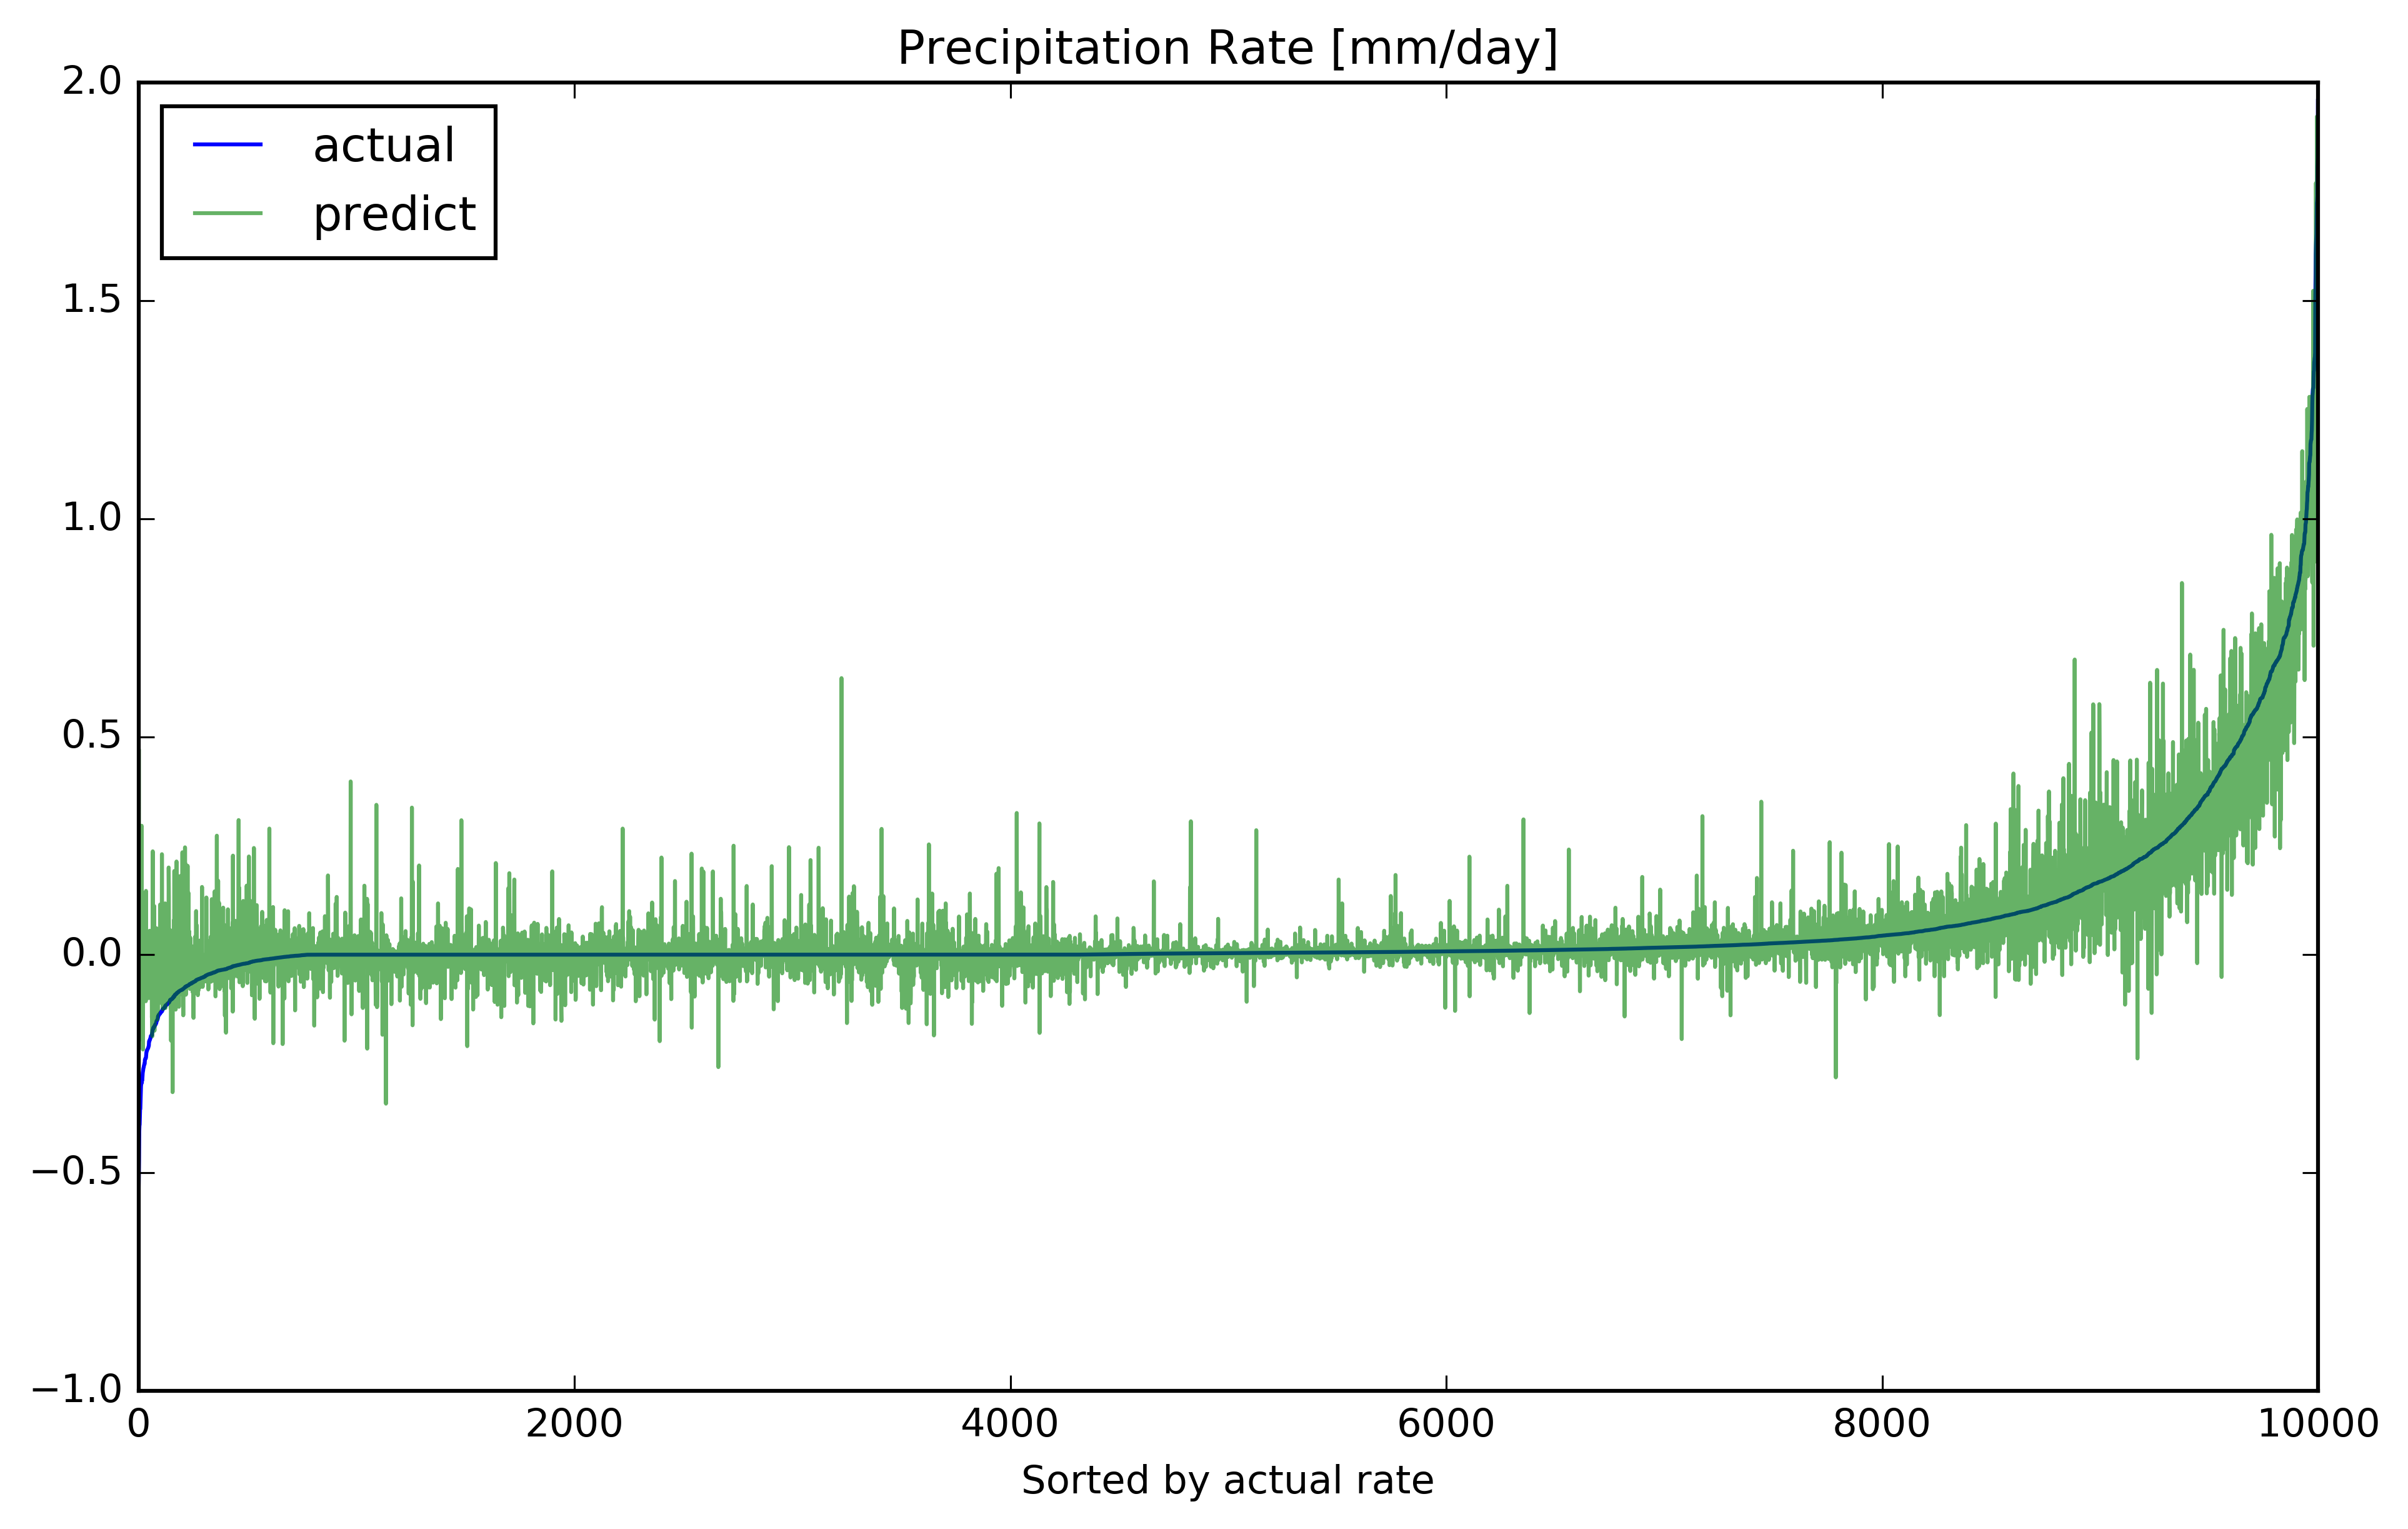 Precipitation Rate [mm/day]
2.0
actual
predict
1.5
1.0
0.5
0.0
−0.5
−1.0
0 2000 4000 6000 8000 10000
Sorted by actual rate